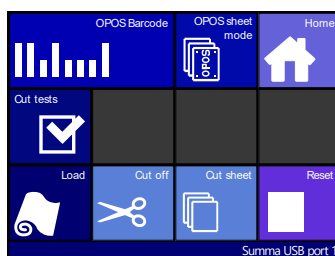 OPOS Barcode
OPOS sheet
mode
Home
OPOS
Cut tests
Load
Cut off
Cut sheet
Reset
Summa USB port 1